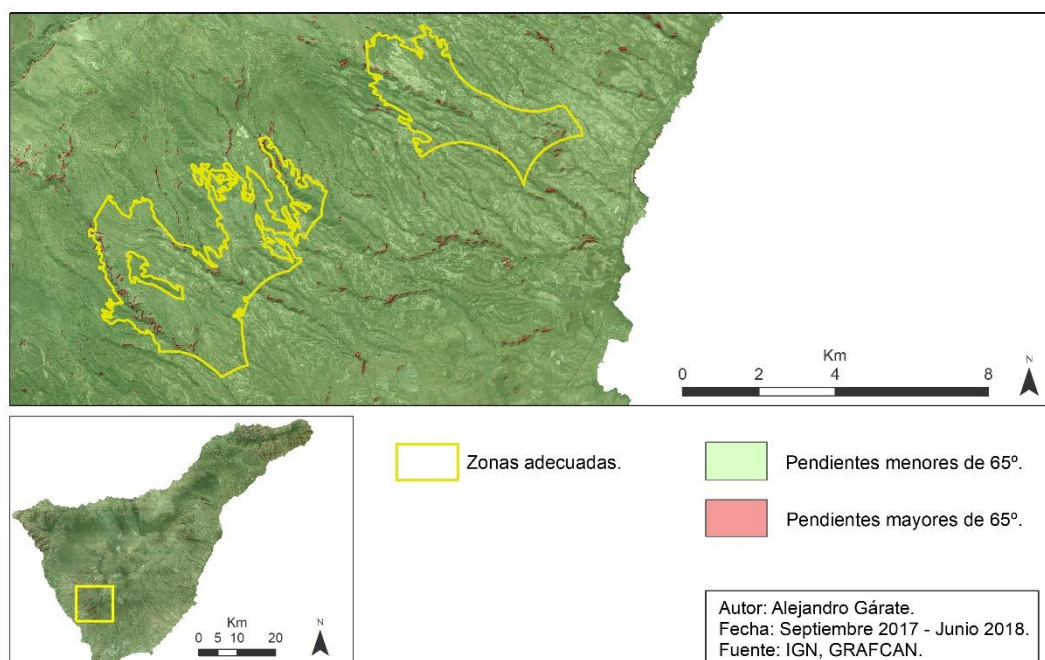 Km
N
0 2 4 8
Zonas adecuadas.
Pendientes menores de 65º.
Pendientes mayores de 65º.
Km
N
0 5 10 20
Autor: Alejandro Gárate.
Fecha: Septiembre 2017 - Junio 2018.
Fuente: IGN, GRAFCAN.